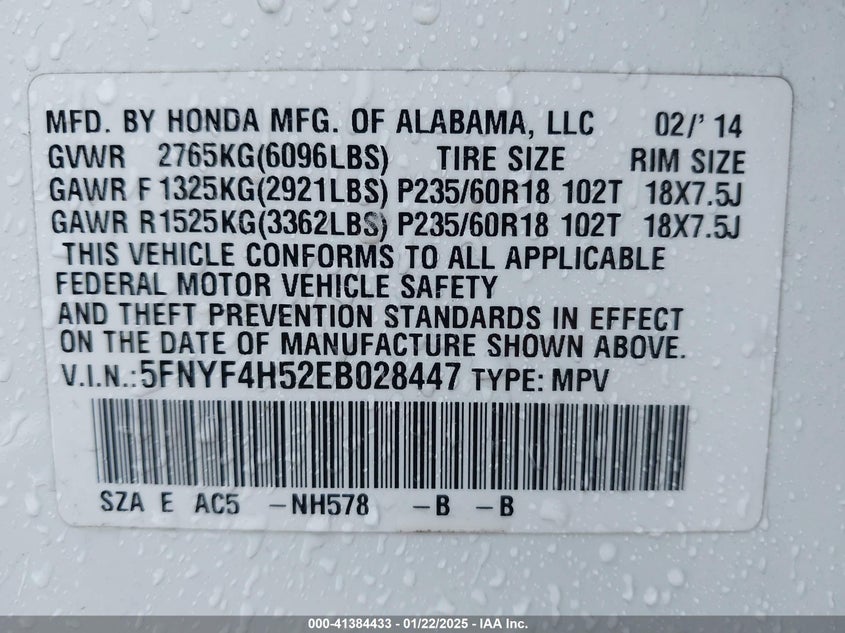 MFD. BY HONDA MFG. OF ALABAMA, LLC 02/' 14
GVWR 2765KG(6096LBS) TIRE SIZE RIM SIZE
GAWR F 1325KG(2921LBS) P235/60R18 102T 18X7.5J
GAWR R1525KG(3362LBS) P235/60R18 102T 18X7.5J
THIS VEHICLE CONFORMS TO ALL APPLICABLE
FEDERAL MOTOR VEHICLE SAFETY
AND THEFT PREVENTION STANDARDS IN EFFECT
ON THE DATE OF MANUFACTURE SHOWN ABOVE.
V.I.N.:5FNYF4H52EB028447 TYPE: MPV
SZA E AC5 -NH578 -B -B
000-41384433 - 01/22/2025 - IAA Inc.